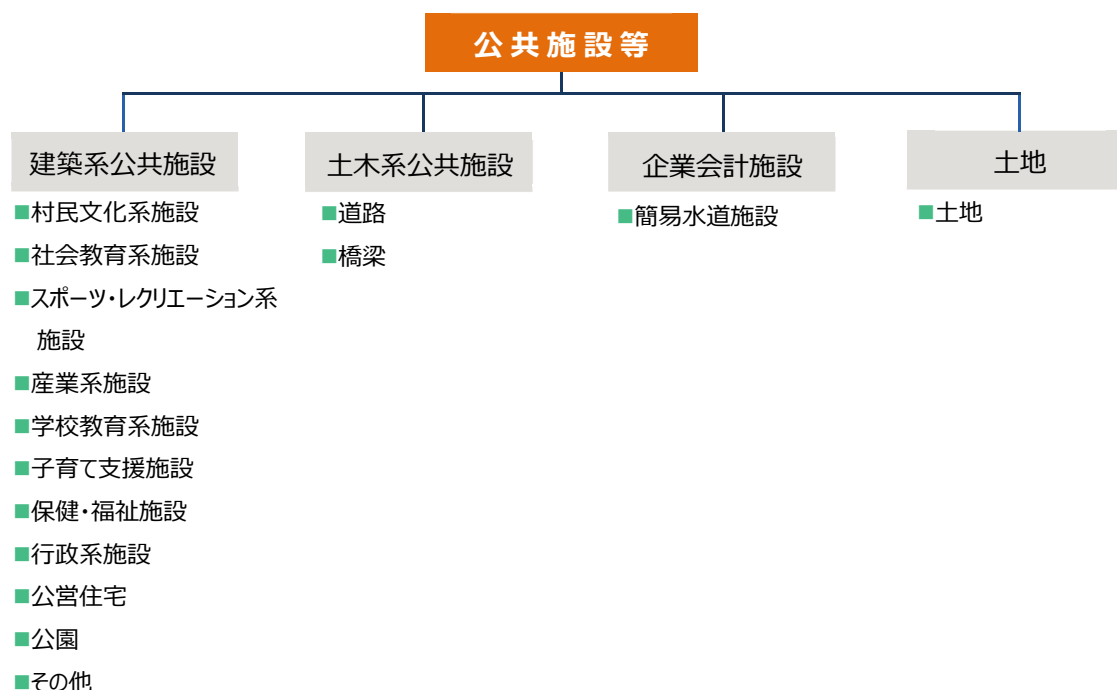 公共施設等
建築系公共施設
■村民文化系施設
■社会教育系施設
■スポーツ・レクリエーション系
施設
■産業系施設
■学校教育系施設
■子育て支援施設
■保健・福祉施設
■行政系施設
■公営住宅
■公園
■その他
土木系公共施設
■道路
■橋梁
企業会計施設
■簡易水道施設
土地
■土地